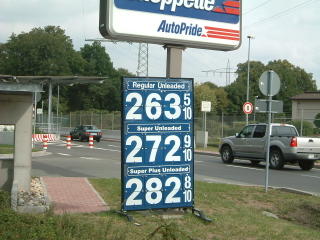 AutoPride
Regular Unleaded
263 5/10
Super Unleaded
272 9/10
Super Plus Unleaded
282 8/10